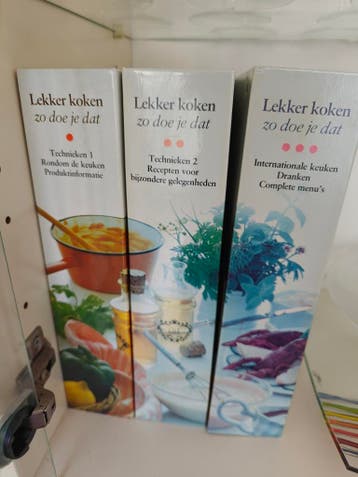 Lekker koken
zo doe je dat
Technieken 1
Rondom de keuken
Produktinformatie
Lekker koken
zo doe je dat
Technieken 2
Recepten voor
bijzondere gelegenheden
Lekker koken
zo doe je dat
Internationale keuken
Dranken
Complete menu's